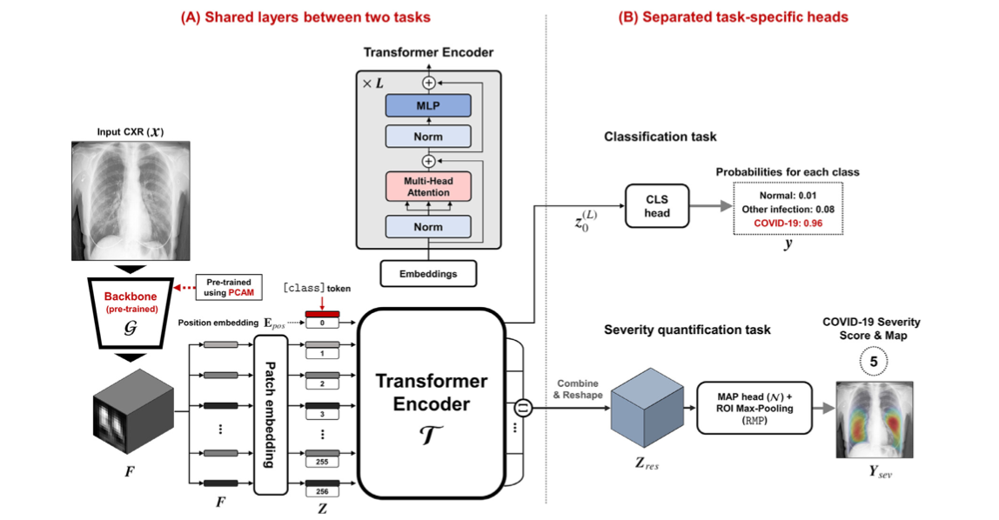 (A) Shared layers between two tasks
(B) Separated task-specific heads
Transformer Encoder
× L
MLP
Norm
Multi-Head
Attention
Norm
Embeddings
Input CXR (𝒳)
Backbone
(pre-trained)
𝒢
Pre-trained
using PCAM
[class] token
Position embedding E_pos
0
1
2
3
⋮
255
256
F
F
Patch embedding
Z
Transformer
Encoder
𝒯
Classification task
z_0^(L)
CLS
head
Probabilities for each class
Normal: 0.01
Other infection: 0.08
COVID-19: 0.96
y
Severity quantification task
Combine
& Reshape
Z_res
MAP head (𝒩) +
ROI Max-Pooling
(RMP)
COVID-19 Severity
Score & Map
5
Y_sev